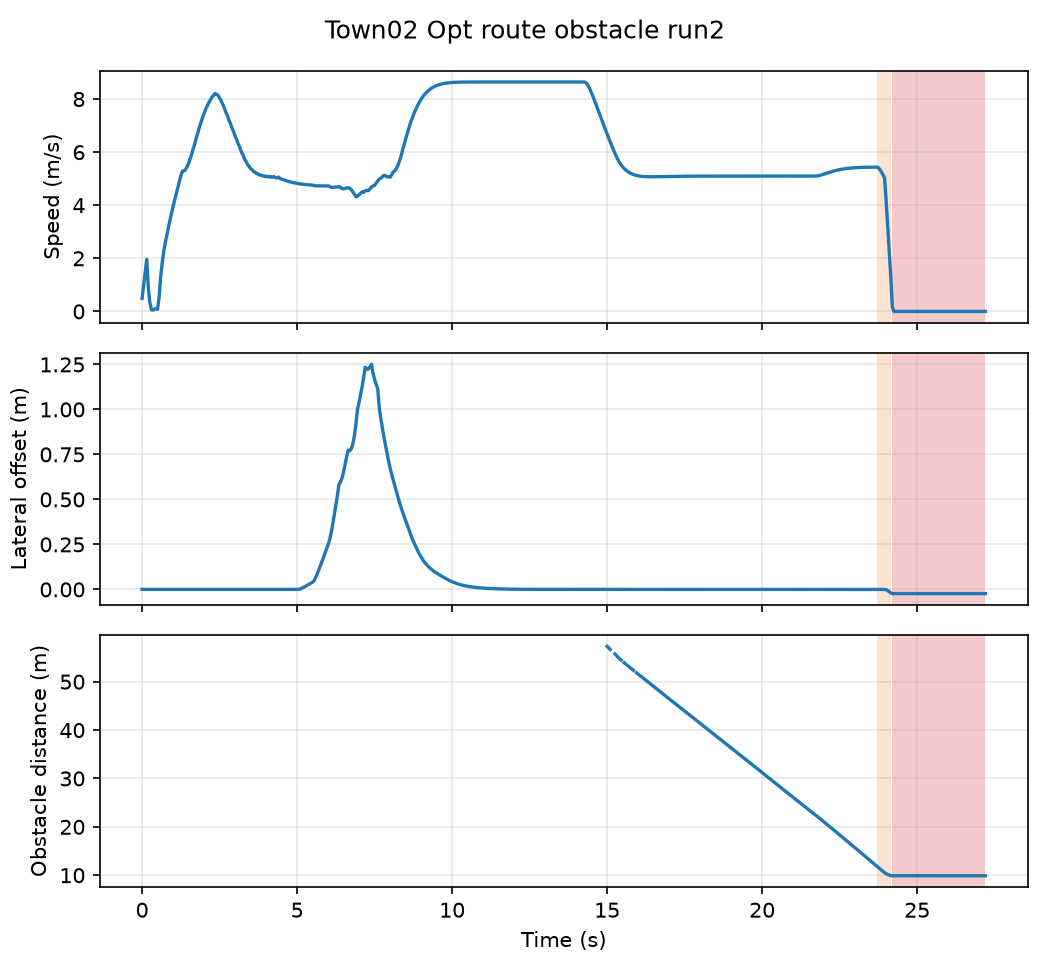 Town02 Opt route obstacle run2
Speed (m/s)
8
6
4
2
0
Lateral offset (m)
1.25
1.00
0.75
0.50
0.25
0.00
Obstacle distance (m)
50
40
30
20
10
0 5 10 15 20 25
Time (s)